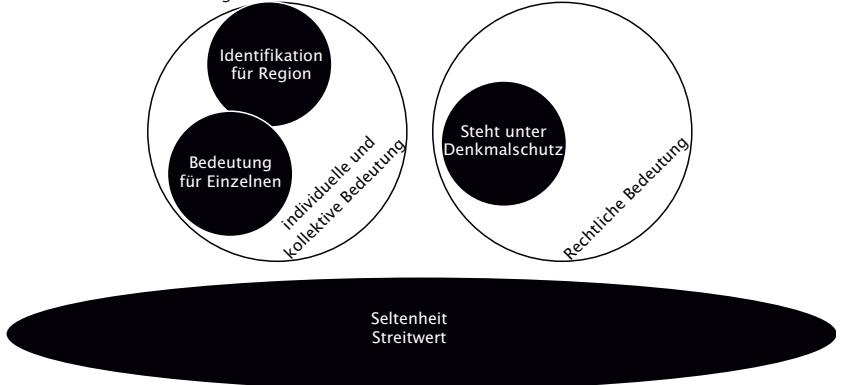 Identifikation
für Region
Bedeutung
für Einzelnen
individuelle und
kollektive Bedeutung
Steht unter
Denkmalschutz
Rechtliche Bedeutung
Seltenheit
Streitwert